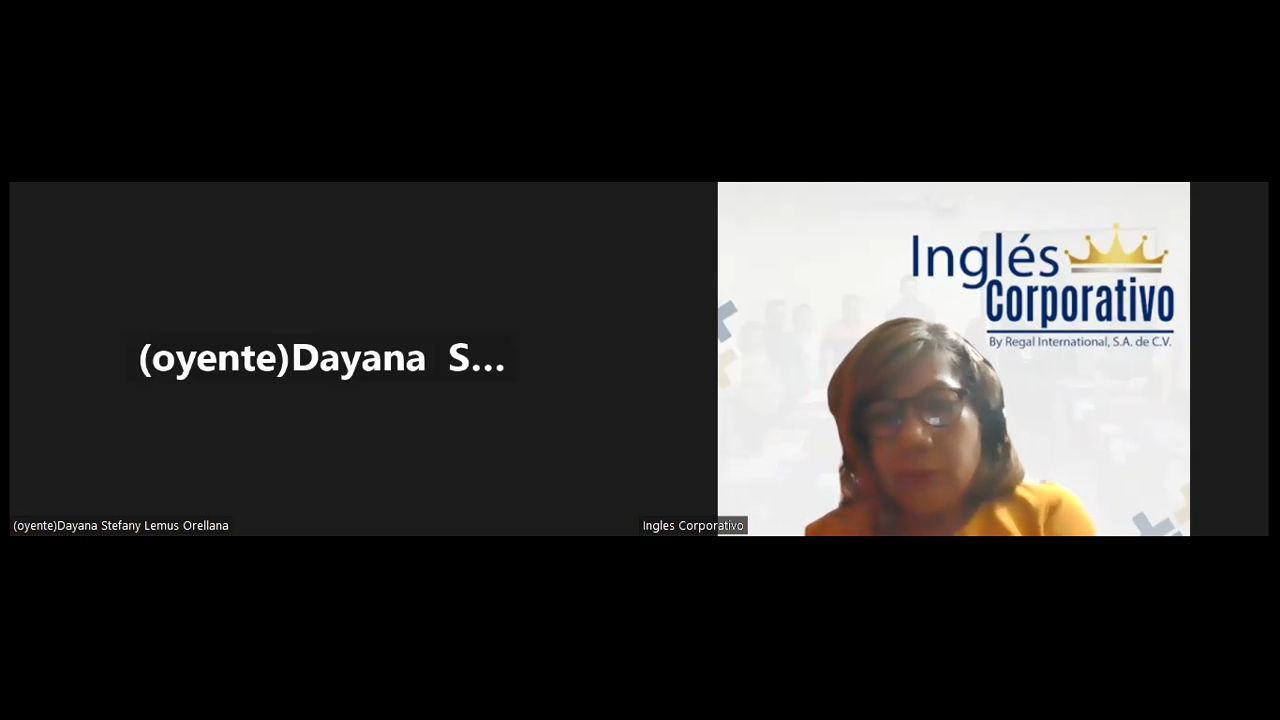 (oyente)Dayana S...
(oyente)Dayana Stefany Lemus Orellana
Inglés
Corporativo
By Regal International, S.A. de C.V.
Ingles Corporativo